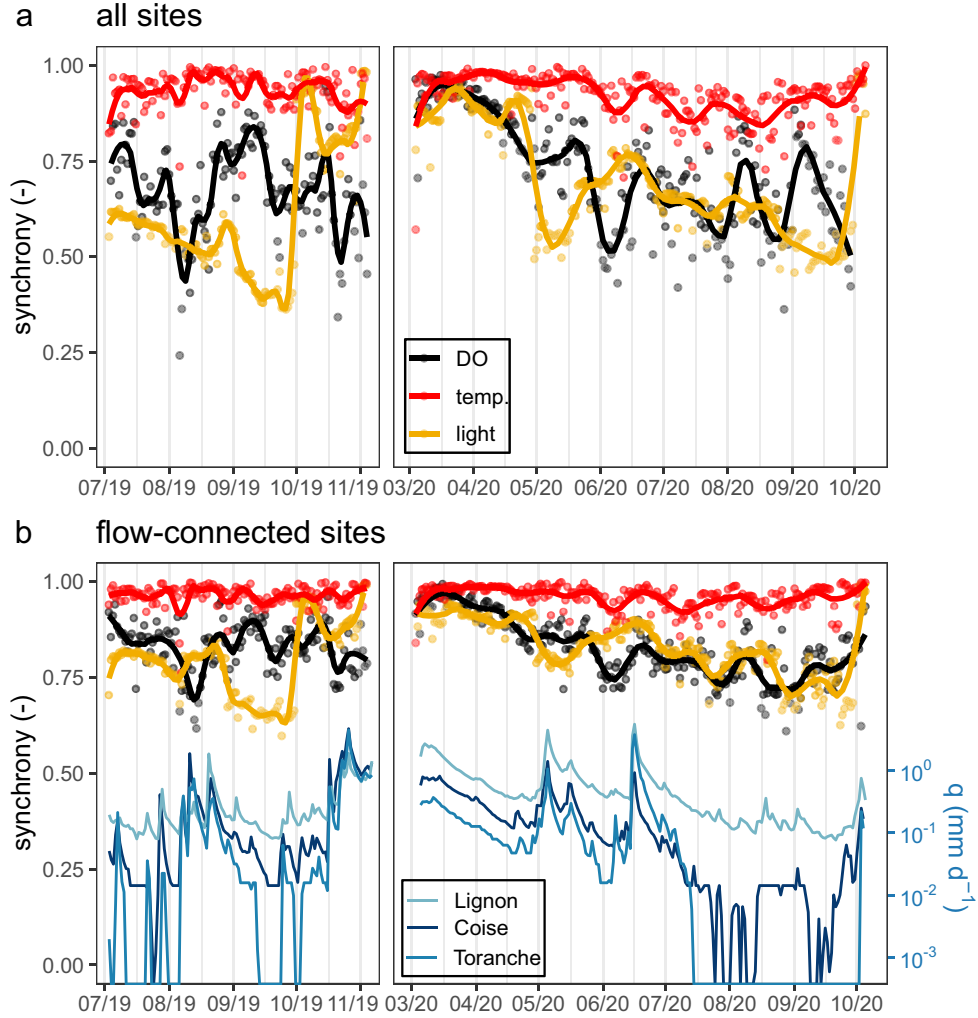 a all sites
synchrony (-)
1.00
0.75
0.50
0.25
0.00
DO
temp.
light
07/19 08/19 09/19 10/19 11/19 03/20 04/20 05/20 06/20 07/20 08/20 09/20 10/20
b flow-connected sites
synchrony (-)
1.00
0.75
0.50
0.25
0.00
Lignon
Coise
Toranche
10⁰
10⁻¹
10⁻²
10⁻³
q (mm d⁻¹)
07/19 08/19 09/19 10/19 11/19 03/20 04/20 05/20 06/20 07/20 08/20 09/20 10/20